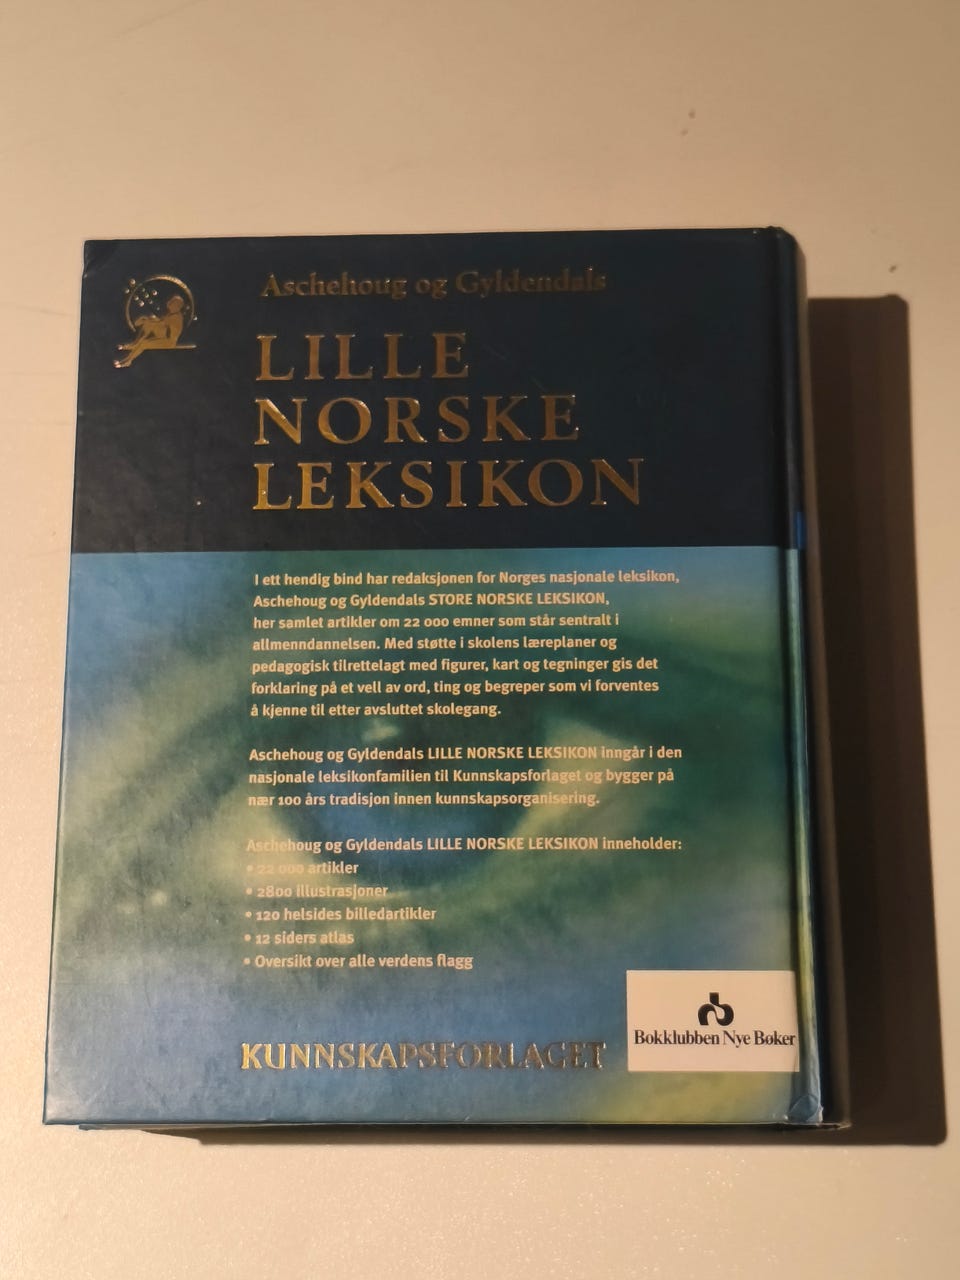 Aschehoug og Gyldendals
LILLE
NORSKE
LEKSIKON
I ett hendig bind har redaksjonen for Norges nasjonale leksikon,
Aschehoug og Gyldendals STORE NORSKE LEKSIKON,
her samlet artikler om 22 000 emner som står sentralt i
allmenndannelsen. Med støtte i skolens læreplaner og
pedagogisk tilrettelagt med figurer, kart og tegninger gis det
forklaring på et vell av ord, ting og begreper som vi forventes
å kjenne til etter avsluttet skolegang.
Aschehoug og Gyldendals LILLE NORSKE LEKSIKON inngår i den
nasjonale leksikonfamilien til Kunnskapsforlaget og bygger på
nær 100 års tradisjon innen kunnskapsorganisering.
Aschehoug og Gyldendals LILLE NORSKE LEKSIKON inneholder:
• 22 000 artikler
• 2800 illustrasjoner
• 120 helsides billedartikler
• 12 siders atlas
• Oversikt over alle verdens flagg
KUNNSKAPSFORLAGET
Bokklubben Nye Bøker